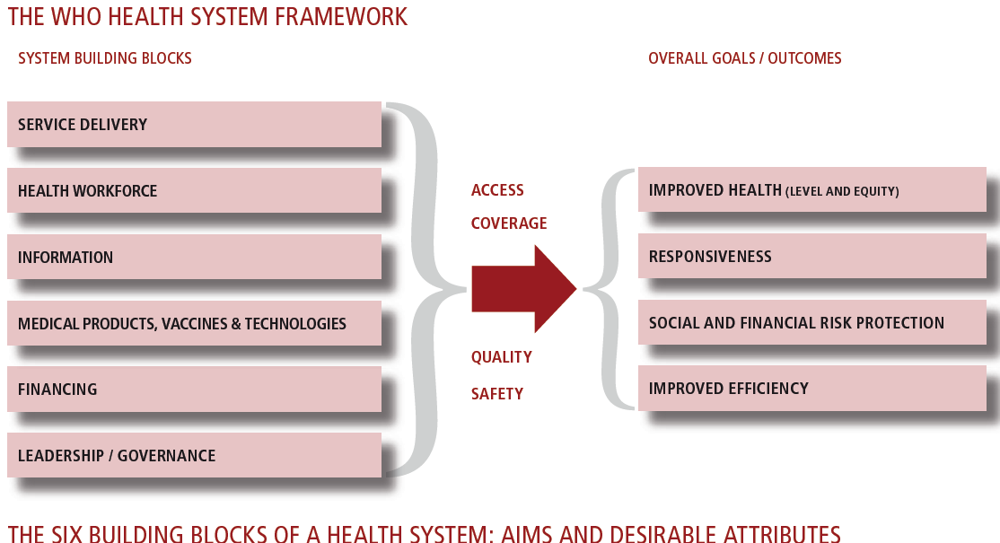 THE WHO HEALTH SYSTEM FRAMEWORK
SYSTEM BUILDING BLOCKS
OVERALL GOALS / OUTCOMES
SERVICE DELIVERY
HEALTH WORKFORCE
INFORMATION
MEDICAL PRODUCTS, VACCINES & TECHNOLOGIES
FINANCING
LEADERSHIP / GOVERNANCE
ACCESS
COVERAGE
QUALITY
SAFETY
IMPROVED HEALTH (LEVEL AND EQUITY)
RESPONSIVENESS
SOCIAL AND FINANCIAL RISK PROTECTION
IMPROVED EFFICIENCY
THE SIX BUILDING BLOCKS OF A HEALTH SYSTEM: AIMS AND DESIRABLE ATTRIBUTES